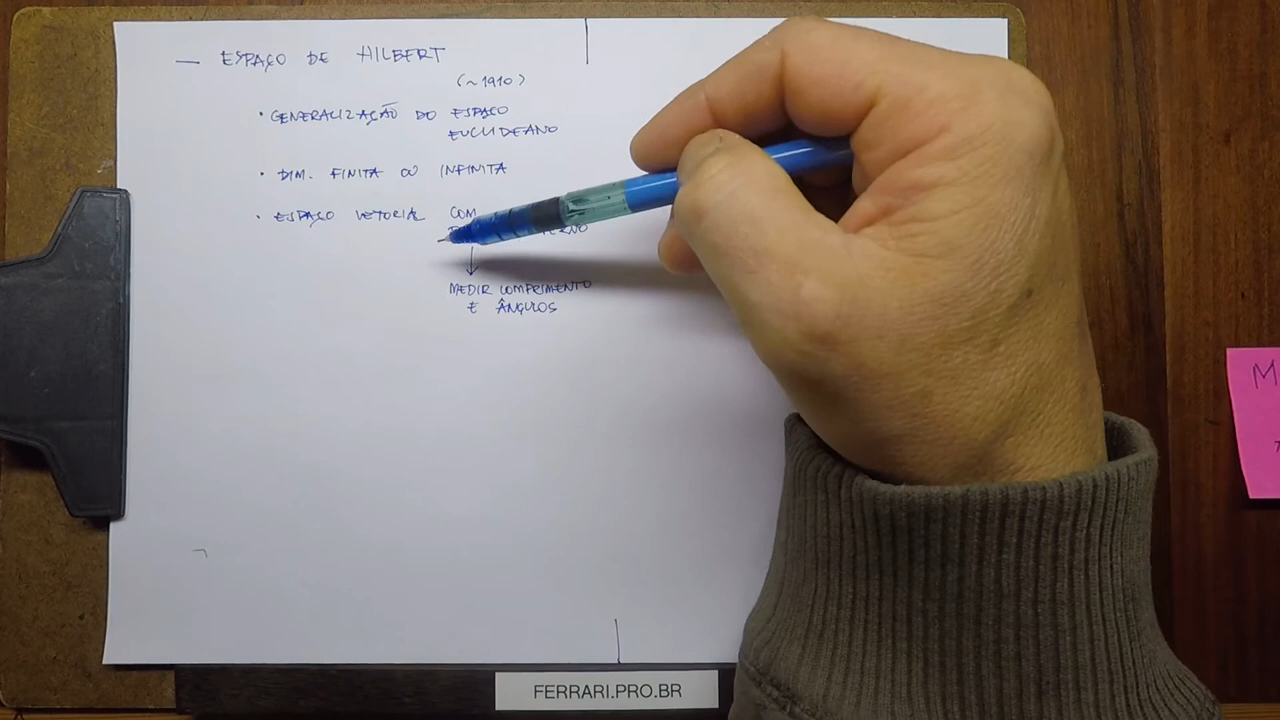 — ESPAÇO DE HILBERT
(~1910)
• GENERALIZAÇÃO DO ESPAÇO
EUCLIDEANO
• DIM. FINITA OU INFINITA
• ESPAÇO VETORIAL COM
↓
MEDIR COMPRIMENTO
E ÂNGULOS
M
FERRARI.PRO.BR